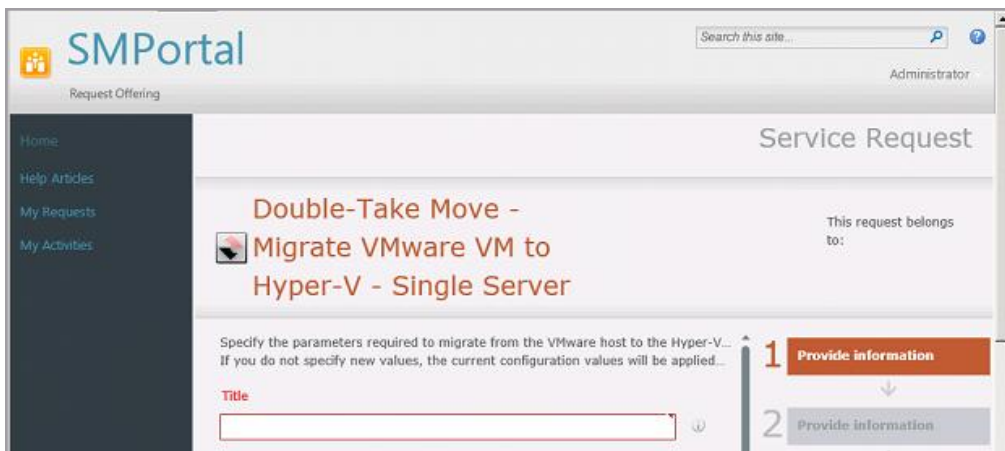 SMPortal
Search this site...
Administrator
Request Offering
Home
Help Articles
My Requests
My Activities
Service Request
Double-Take Move -
Migrate VMware VM to
Hyper-V - Single Server
This request belongs
to:
Specify the parameters required to migrate from the VMware host to the Hyper-V...
If you do not specify new values, the current configuration values will be applied...
Title
1 Provide information
2 Provide information